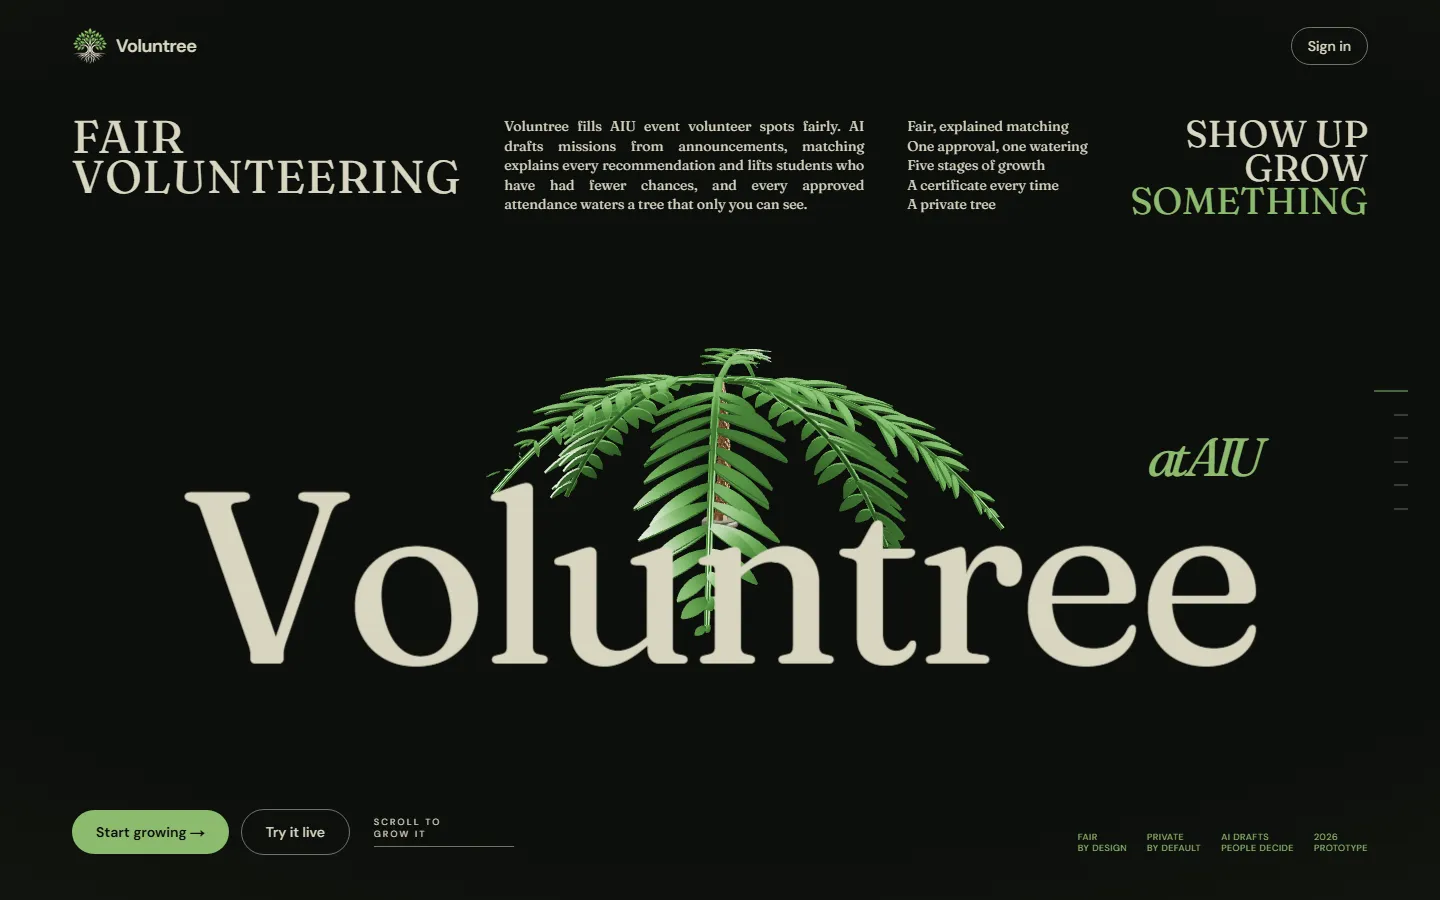 Voluntree
Sign in
FAIR
VOLUNTEERING
Voluntree fills AIU event volunteer spots fairly. AI
drafts missions from announcements, matching
explains every recommendation and lifts students who
have had fewer chances, and every approved
attendance waters a tree that only you can see.
Fair, explained matching
One approval, one watering
Five stages of growth
A certificate every time
A private tree
SHOW UP
GROW
SOMETHING
at AIU
Voluntree
Start growing →
Try it live
SCROLL TO
GROW IT
FAIR
BY DESIGN
PRIVATE
BY DEFAULT
AI DRAFTS
PEOPLE DECIDE
2026
PROTOTYPE